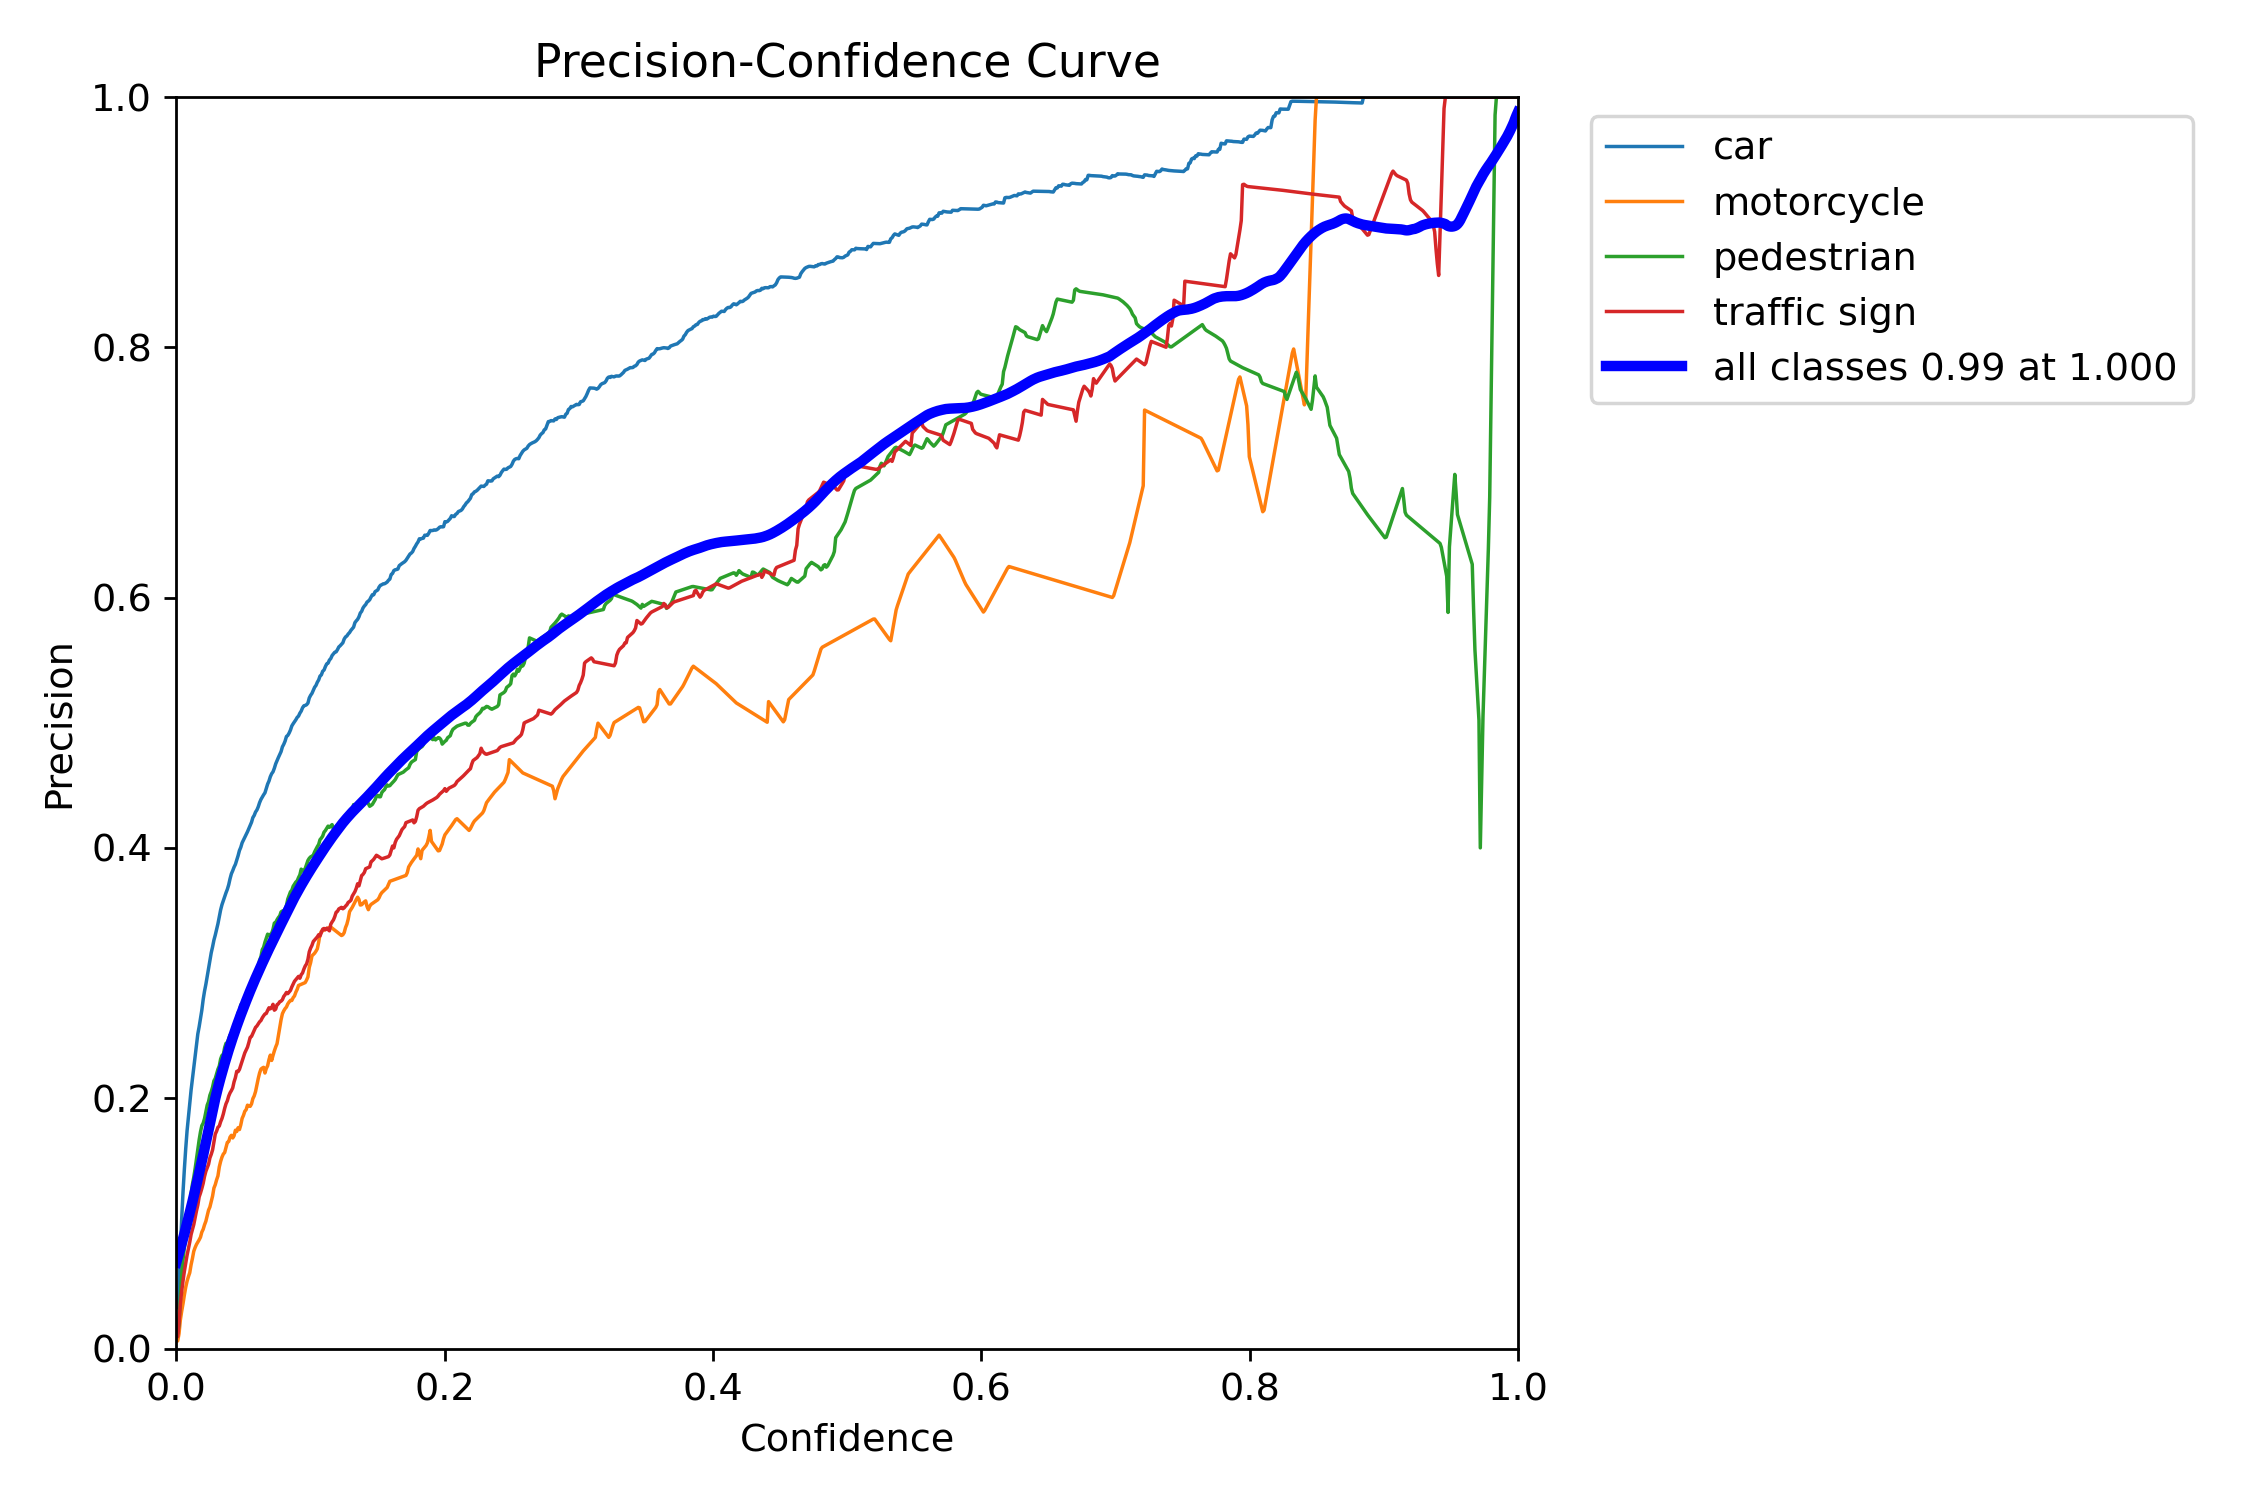 Precision-Confidence Curve
1.0
0.8
0.6
0.4
0.2
0.0
Precision
0.0 0.2 0.4 0.6 0.8 1.0
Confidence
car
motorcycle
pedestrian
traffic sign
all classes 0.99 at 1.000